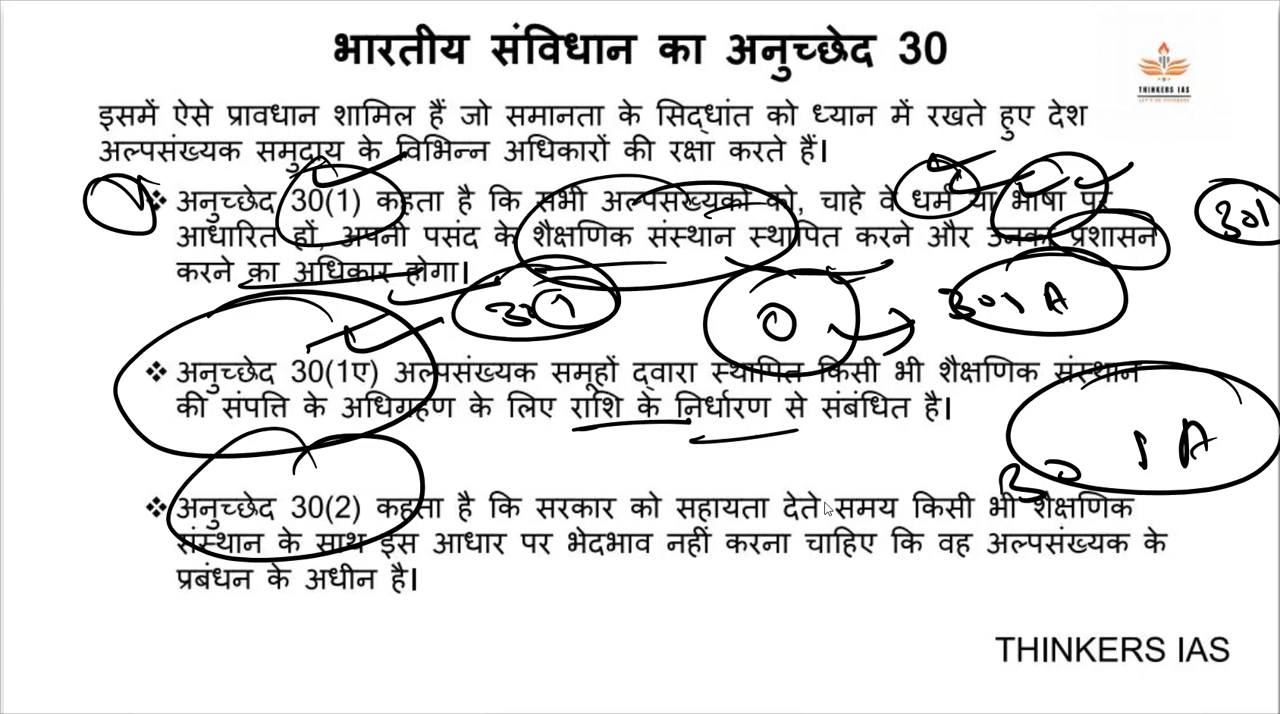 भारतीय संविधान का अनुच्छेद 30
THINKERS IAS
इसमें ऐसे प्रावधान शामिल हैं जो समानता के सिद्धांत को ध्यान में रखते हुए देश
अल्पसंख्यक समुदाय के विभिन्न अधिकारों की रक्षा करते हैं।
❖ अनुच्छेद 30(1) कहता है कि सभी अल्पसंख्यकों को, चाहे वे धर्म या भाषा पर
आधारित हों, अपनी पसंद के शैक्षणिक संस्थान स्थापित करने और उनका प्रशासन
करने का अधिकार होगा।
301
301
301 A
❖ अनुच्छेद 30(1ए) अल्पसंख्यक समूहों द्वारा स्थापित किसी भी शैक्षणिक संस्थान
की संपत्ति के अधिग्रहण के लिए राशि के निर्धारण से संबंधित है।
30 1 A
❖ अनुच्छेद 30(2) कहता है कि सरकार को सहायता देते समय किसी भी शैक्षणिक
संस्थान के साथ इस आधार पर भेदभाव नहीं करना चाहिए कि वह अल्पसंख्यक के
प्रबंधन के अधीन है।
THINKERS IAS